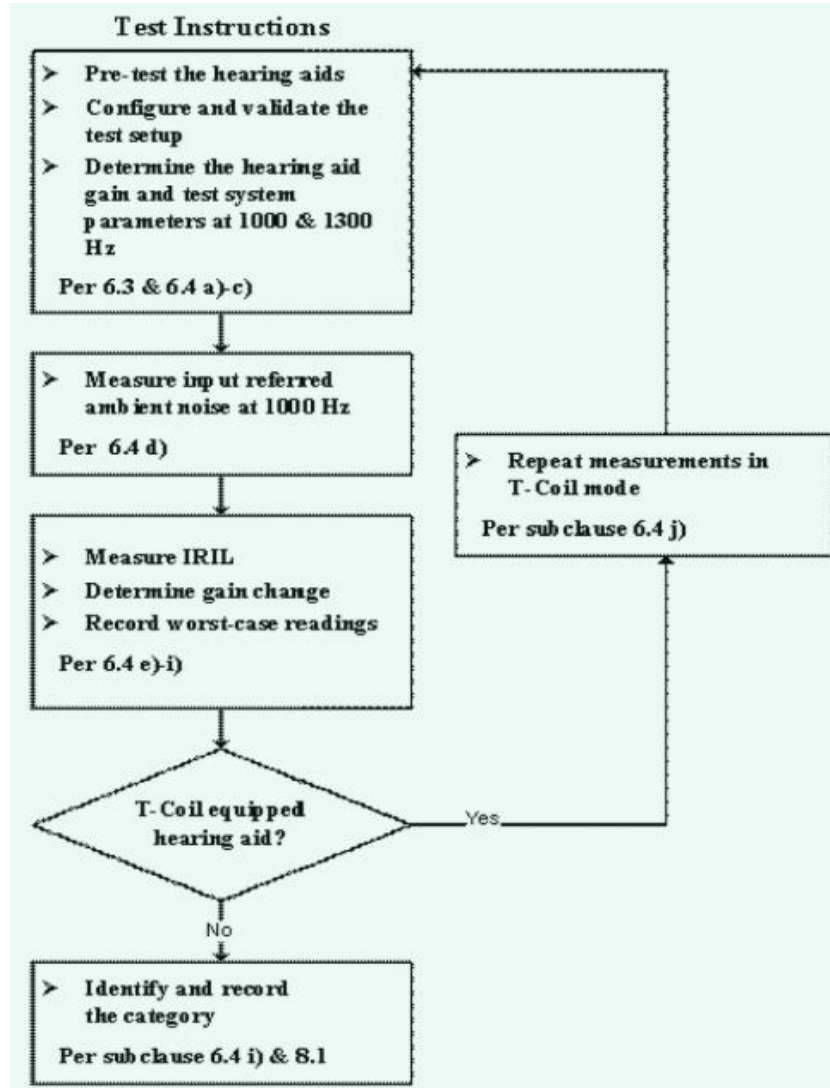 Test Instructions
➢ Pre-test the hearing aids
➢ Configure and validate the
test setup
➢ Determine the hearing aid
gain and test system
parameters at 1000 & 1300
Hz
Per 6.3 & 6.4 a)-c)
➢ Measure input referred
ambient noise at 1000 Hz
Per 6.4 d)
➢ Measure IRIL
➢ Determine gain change
➢ Record worst-case readings
Per 6.4 e)-i)
T-Coil equipped
hearing aid?
Yes
➢ Repeat measurements in
T-Coil mode
Per subclause 6.4 j)
No
➢ Identify and record
the category
Per subclause 6.4 i) & 8.1